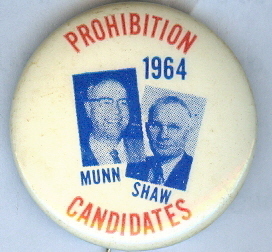 PROHIBITION
1964
MUNN
SHAW
CANDIDATES